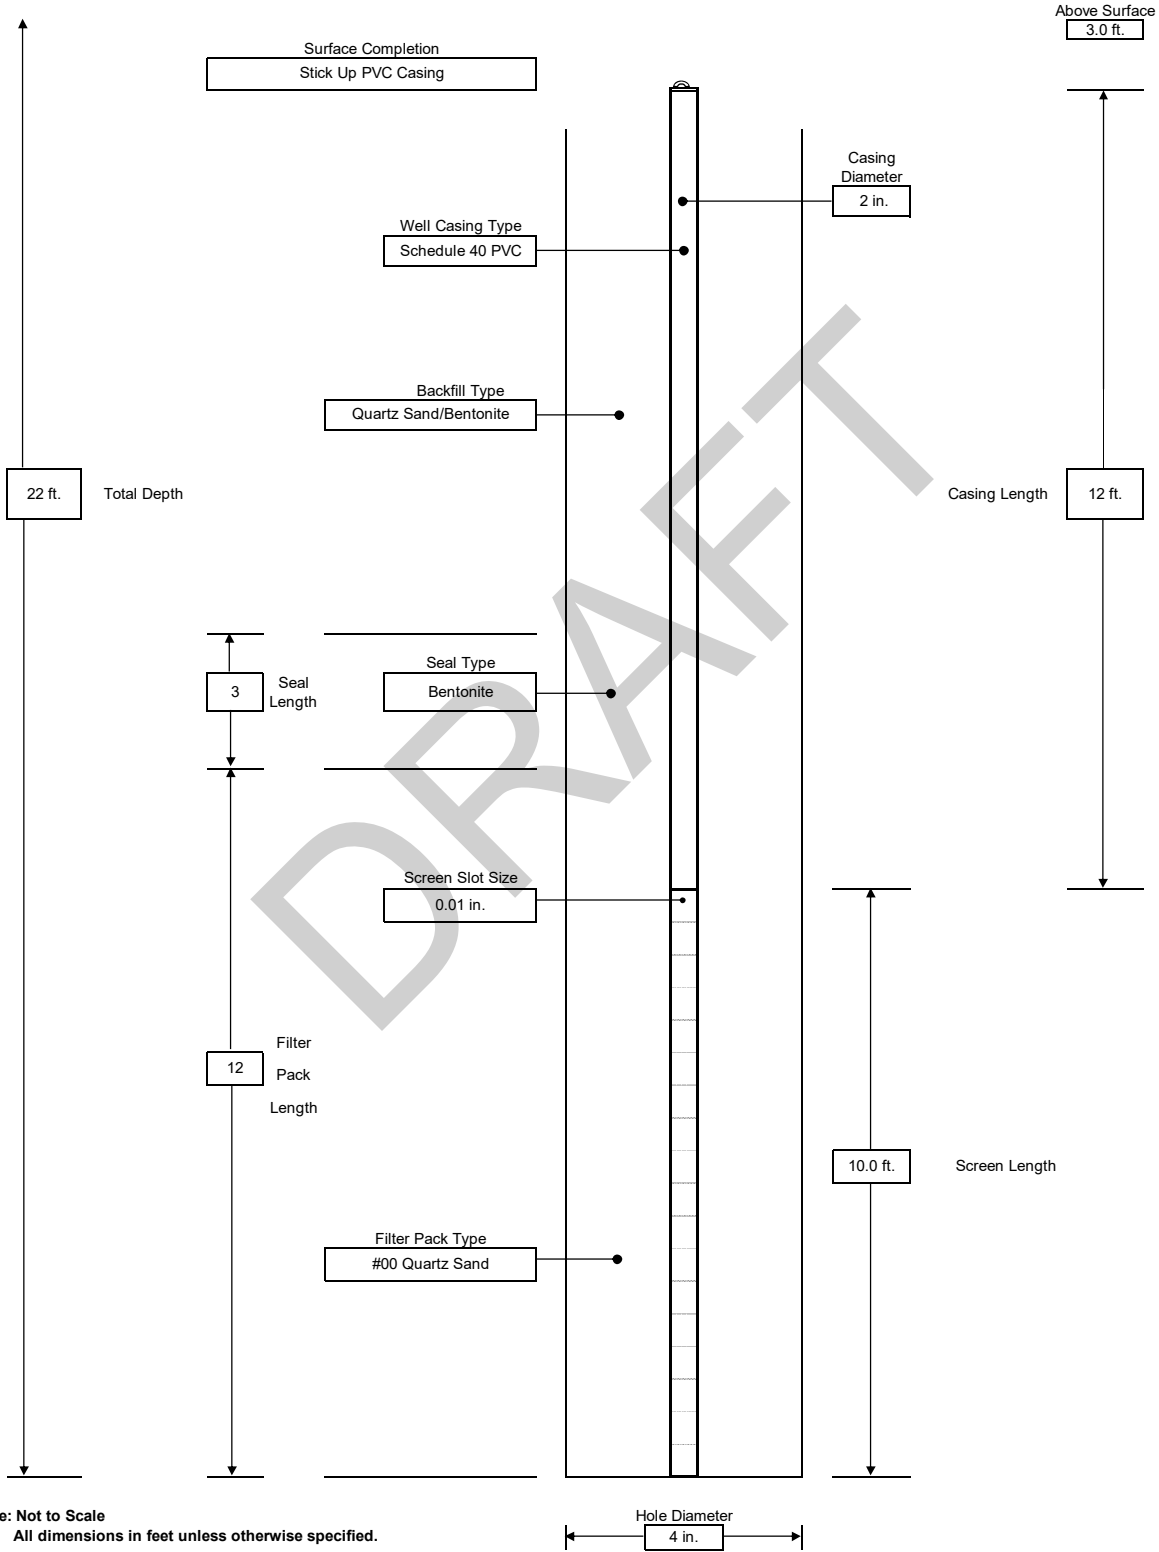 Above Surface
3.0 ft.
Surface Completion
Stick Up PVC Casing
Casing
Diameter
2 in.
Well Casing Type
Schedule 40 PVC
Backfill Type
Quartz Sand/Bentonite
22 ft.
Total Depth
Casing Length
12 ft.
Seal Type
3
Seal
Length
Bentonite
DRAFT
Screen Slot Size
0.01 in.
Filter
12
Pack
Length
10.0 ft.
Screen Length
Filter Pack Type
#00 Quartz Sand
e: Not to Scale
All dimensions in feet unless otherwise specified.
Hole Diameter
4 in.